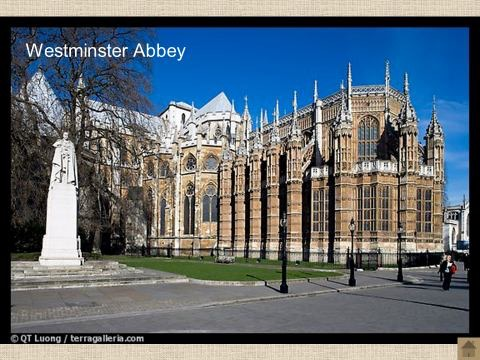 Westminster Abbey
© QT Luong / terragalleria.com